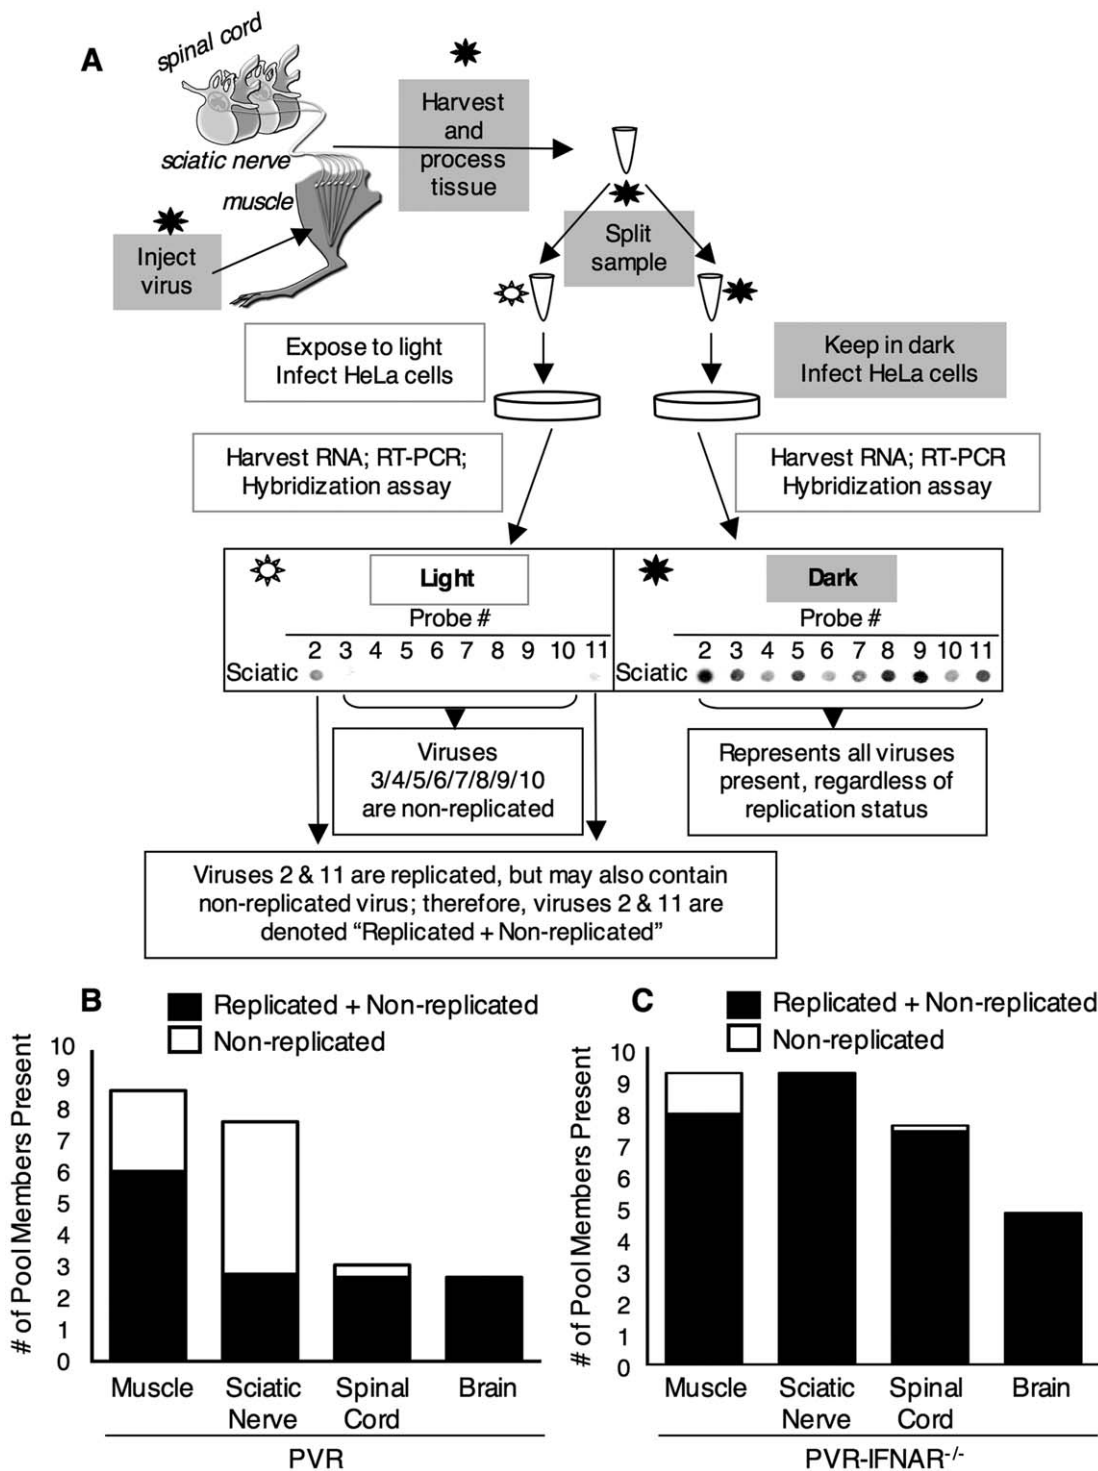 A
spinal cord
sciatic nerve
muscle
Inject
virus
Harvest
and
process
tissue
Split
sample
Expose to light
Infect HeLa cells
Keep in dark
Infect HeLa cells
Harvest RNA; RT-PCR;
Hybridization assay
Harvest RNA; RT-PCR
Hybridization assay
Light
Probe #
2 3 4 5 6 7 8 9 10 11
Sciatic
Dark
Probe #
2 3 4 5 6 7 8 9 10 11
Sciatic
Viruses
3/4/5/6/7/8/9/10
are non-replicated
Represents all viruses
present, regardless of
replication status
Viruses 2 & 11 are replicated, but may also contain
non-replicated virus; therefore, viruses 2 & 11 are
denoted “Replicated + Non-replicated”
B
Replicated + Non-replicated
Non-replicated
# of Pool Members Present
10
9
8
7
6
5
4
3
2
1
0
Muscle
Sciatic
Nerve
Spinal
Cord
Brain
PVR
C
Replicated + Non-replicated
Non-replicated
# of Pool Members Present
10
9
8
7
6
5
4
3
2
1
0
Muscle
Sciatic
Nerve
Spinal
Cord
Brain
PVR-IFNAR-/-